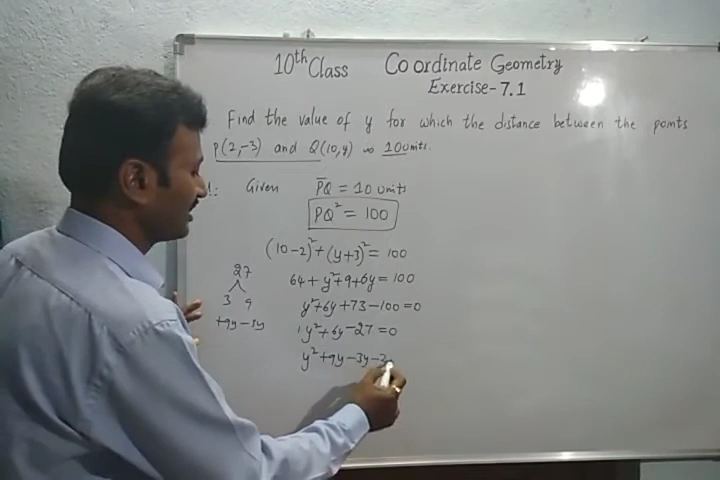 10th Class Coordinate Geometry
Exercise-7.1
Find the value of y for which the distance between the points
P(2,-3) and Q(10,y) is 10 units.
Given PQ = 10 units
PQ² = 100
(10-2)²+(y+3)² = 100
27
64+y²+9+6y = 100
3 9
y²+6y+73-100=0
+9y-3y
1y²+6y-27=0
y²+9y-3y-2